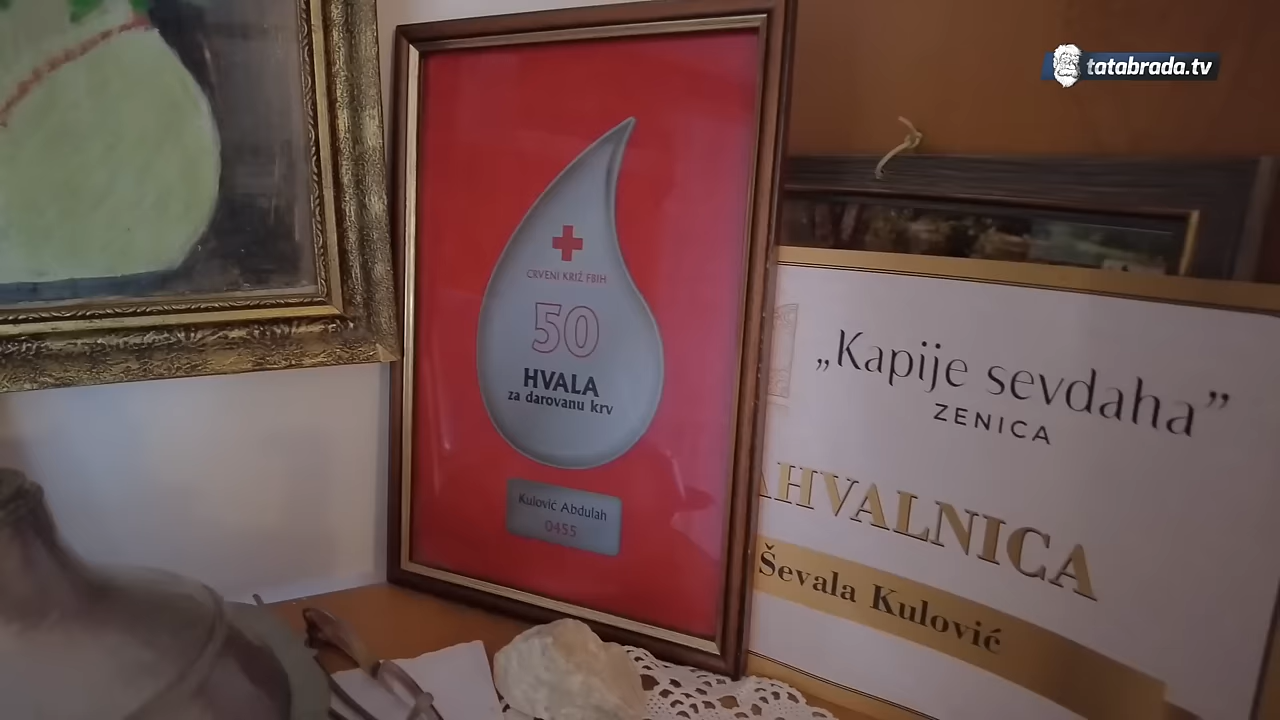 tatabrada.tv
CRVENI KRIŽ FBIH
50
HVALA
za darovanu krv
Kulović Abdulah
0455
„Kapije sevdaha”
ZENICA
AHVALNICA
Ševala Kulović